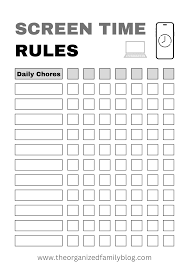 SCREEN TIME
RULES
Daily Chores
www.theorganizedfamilyblog.com